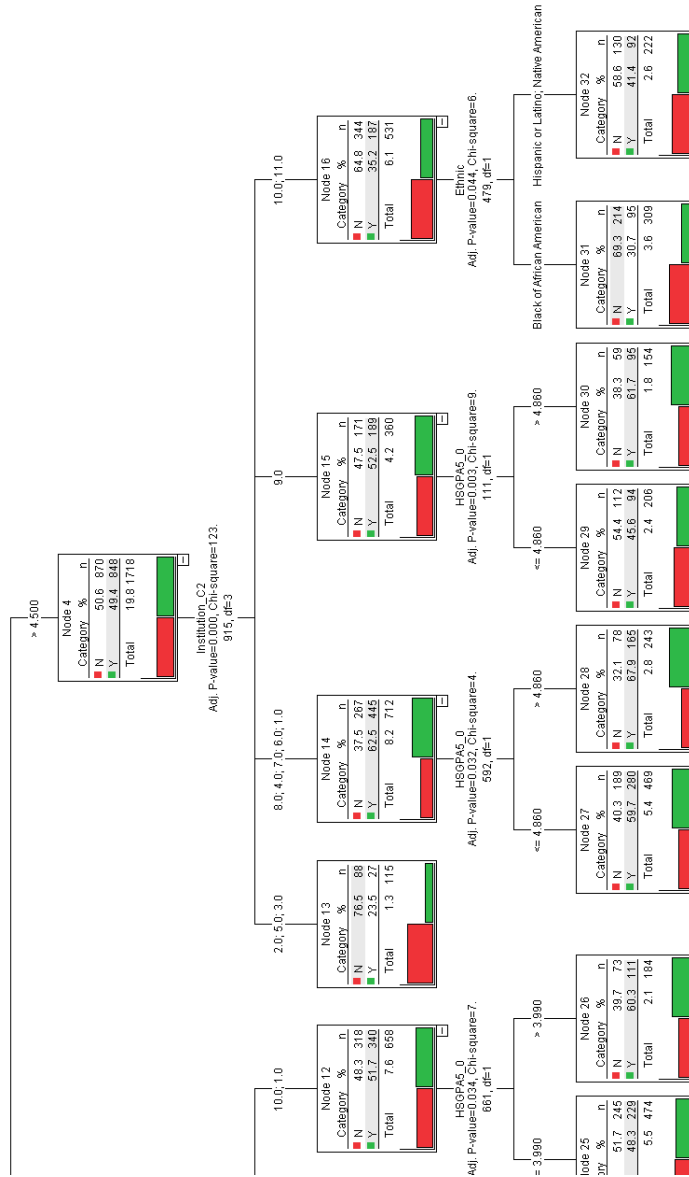 > 4.500
Node 4
Category % n
N 50.6 870
Y 49.4 848
Total 19.8 1718
Institution_C2
Adj. P-value=0.000, Chi-square=123.
915, df=3
10.0; 1.0
2.0; 5.0; 3.0
8.0; 4.0; 7.0; 6.0; 1.0
9.0
10.0; 11.0
Node 12
Category % n
N 48.3 318
Y 51.7 340
Total 7.6 658
HSGPA5_0
Adj. P-value=0.034, Chi-square=7.
661, df=1
Node 13
Category % n
N 76.5 88
Y 23.5 27
Total 1.3 115
Node 14
Category % n
N 37.5 267
Y 62.5 445
Total 8.2 712
HSGPA5_0
Adj. P-value=0.032, Chi-square=4.
592, df=1
Node 15
Category % n
N 47.5 171
Y 52.5 189
Total 4.2 360
HSGPA5_0
Adj. P-value=0.003, Chi-square=9.
111, df=1
Node 16
Category % n
N 64.8 344
Y 35.2 187
Total 6.1 531
Ethnic
Adj. P-value=0.044, Chi-square=6.
479, df=1
= 3.990
> 3.990
<= 4.860
> 4.860
<= 4.860
> 4.860
Black of African American
Hispanic or Latino; Native American
Node 25
% n
51.7 245
48.3 229
5.5 474
Node 26
Category % n
N 39.7 73
Y 60.3 111
Total 2.1 184
Node 27
Category % n
N 40.3 189
Y 59.7 280
Total 5.4 469
Node 28
Category % n
N 32.1 78
Y 67.9 165
Total 2.8 243
Node 29
Category % n
N 54.4 112
Y 45.6 94
Total 2.4 206
Node 30
Category % n
N 38.3 59
Y 61.7 95
Total 1.8 154
Node 31
Category % n
N 69.3 214
Y 30.7 95
Total 3.6 309
Node 32
Category % n
N 58.6 130
Y 41.4 92
Total 2.6 222